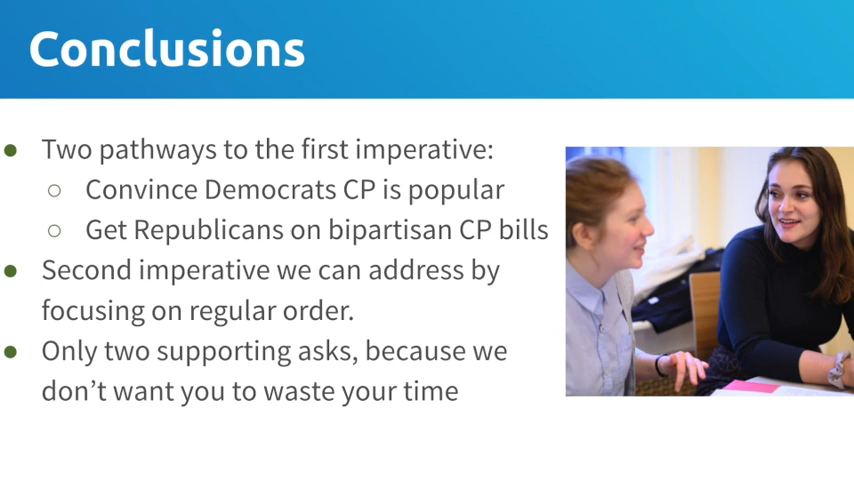 Conclusions
● Two pathways to the first imperative:
○ Convince Democrats CP is popular
○ Get Republicans on bipartisan CP bills
● Second imperative we can address by
focusing on regular order.
● Only two supporting asks, because we
don’t want you to waste your time